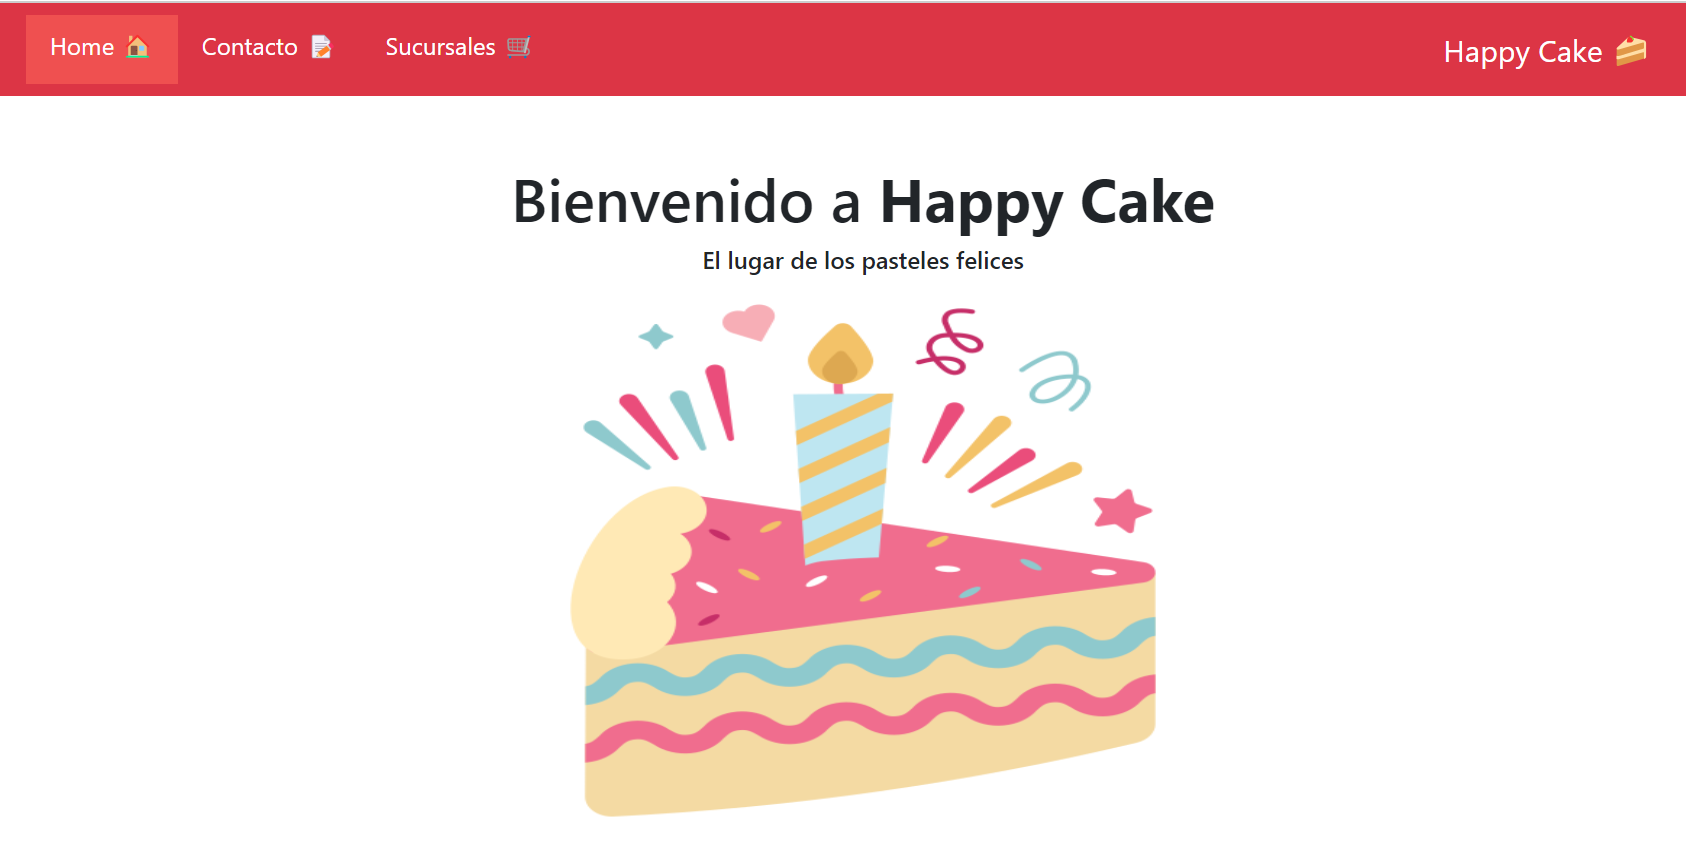 Home 🏠 Contacto 📝 Sucursales 🛒 Happy Cake 🍰
Bienvenido a Happy Cake
El lugar de los pasteles felices